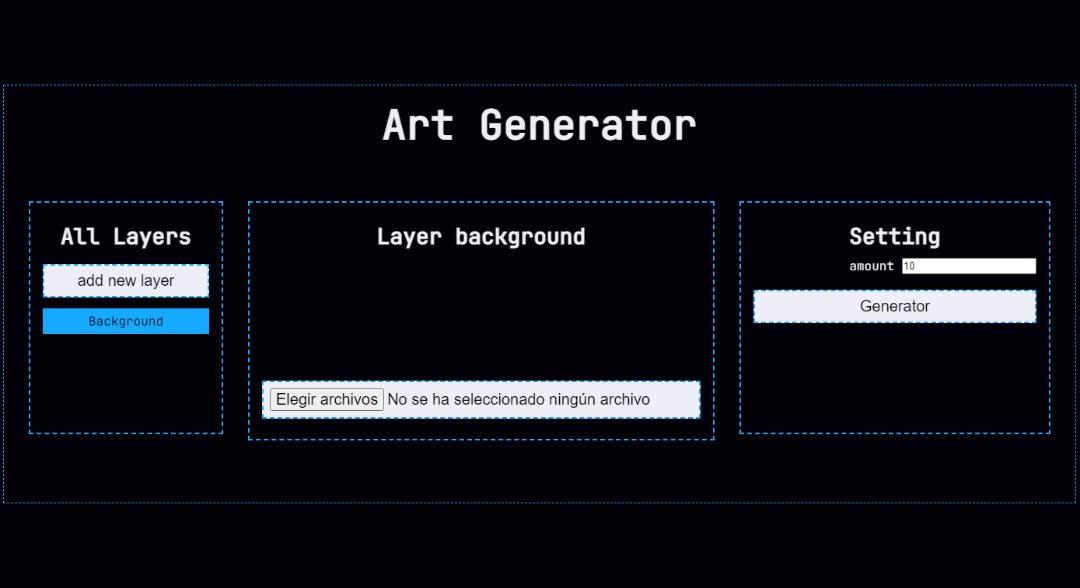 Art Generator
All Layers
add new layer
Background
Layer background
Elegir archivos No se ha seleccionado ningún archivo
Setting
amount 10
Generator